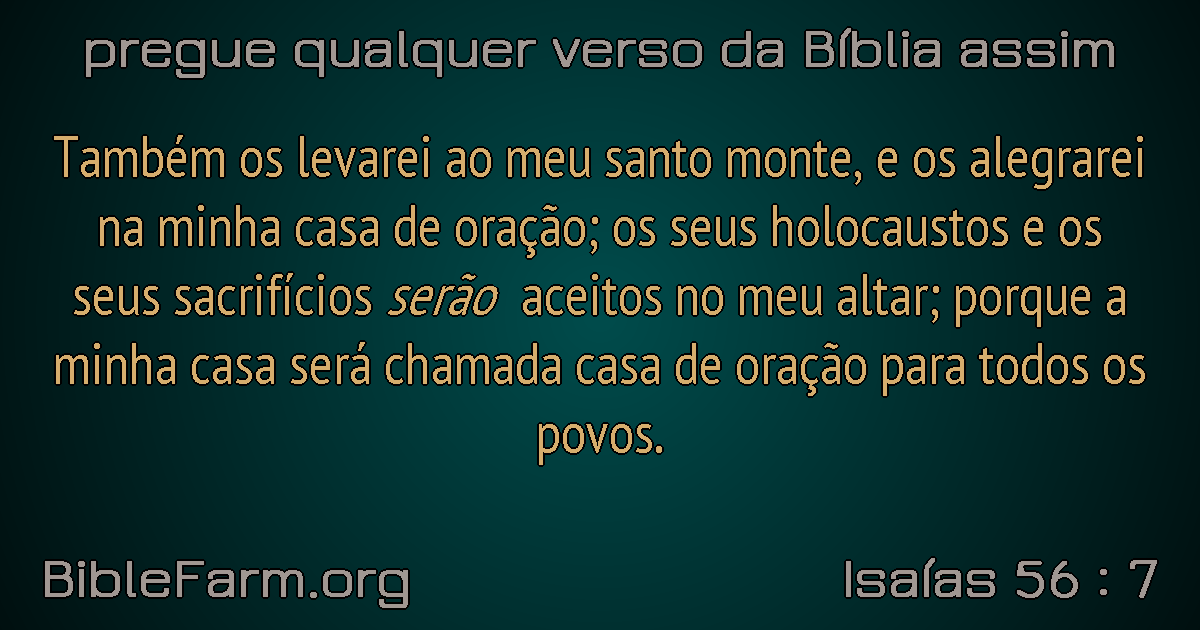 pregue qualquer verso da Bíblia assim
Também os levarei ao meu santo monte, e os alegrarei
na minha casa de oração; os seus holocaustos e os
seus sacrifícios serão aceitos no meu altar; porque a
minha casa será chamada casa de oração para todos os
povos.
BibleFarm.org
Isaías 56 : 7